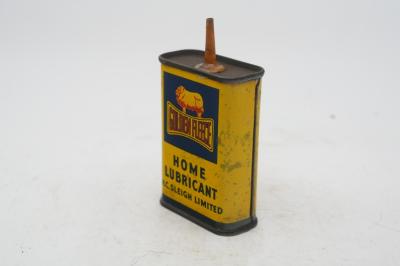 GOLDEN FLEECE
HOME
LUBRICANT
H.C. SLEIGH LIMITED